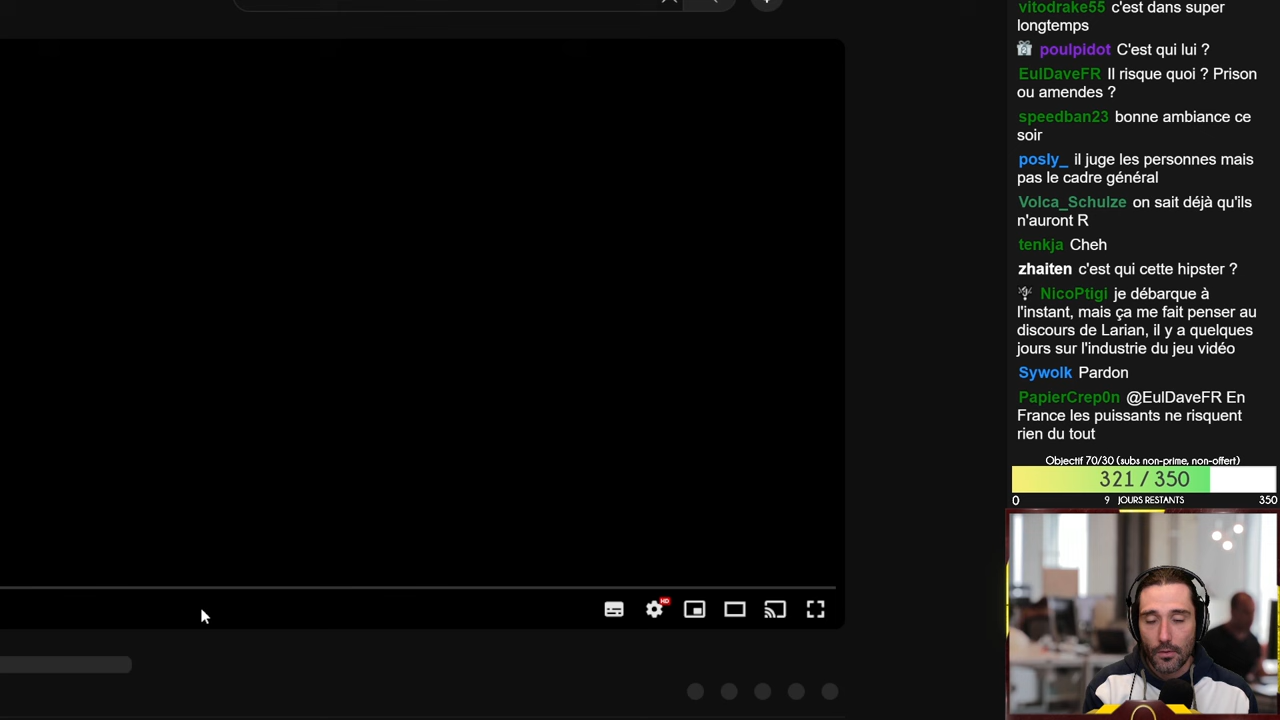 vitodrake55 c'est dans super
longtemps
poulpidot C'est qui lui ?
EulDaveFR Il risque quoi ? Prison
ou amendes ?
speedban23 bonne ambiance ce
soir
posly_ il juge les personnes mais
pas le cadre général
Volca_Schulze on sait déjà qu'ils
n'auront R
tenkja Cheh
zhaiten c'est qui cette hipster ?
NicoPtigi je débarque à
l'instant, mais ça me fait penser au
discours de Larian, il y a quelques
jours sur l'industrie du jeu vidéo
Sywolk Pardon
PapierCrep0n @EulDaveFR En
France les puissants ne risquent
rien du tout
Objectif 70/30 (subs non-prime, non-offert)
321 / 350
0 9 JOURS RESTANTS 350
HD